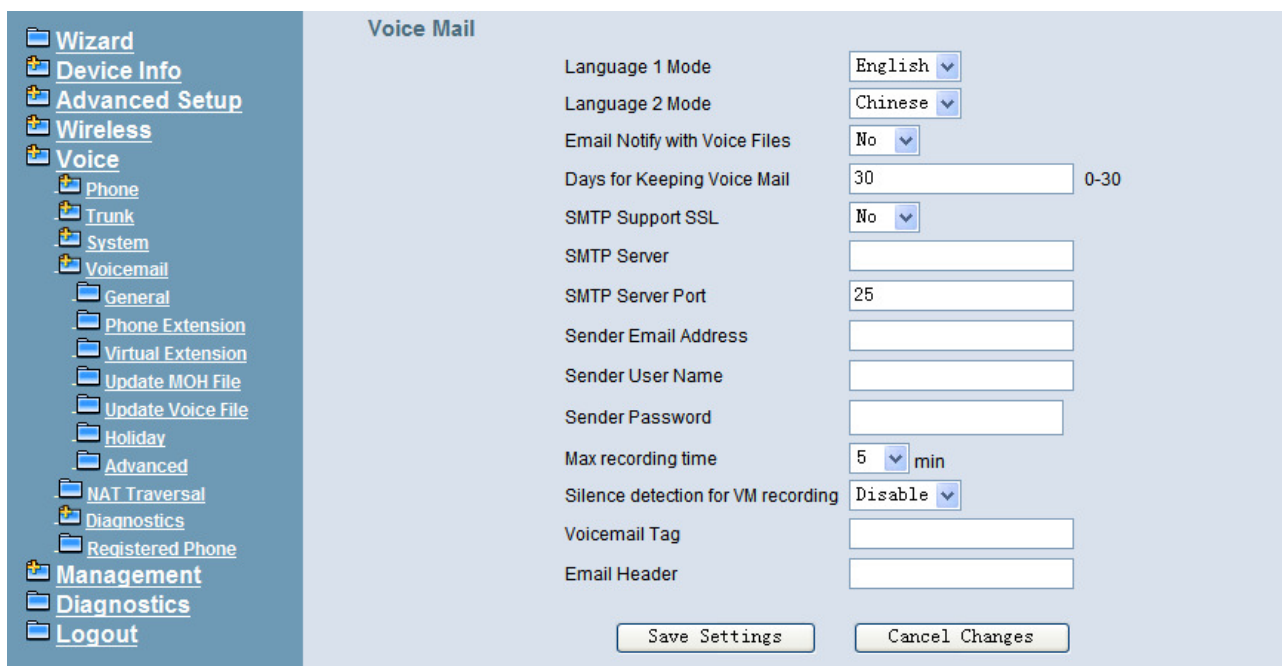 Wizard
Device Info
Advanced Setup
Wireless
Voice
Phone
Trunk
System
Voicemail
General
Phone Extension
Virtual Extension
Update MOH File
Update Voice File
Holiday
Advanced
NAT Traversal
Diagnostics
Registered Phone
Management
Diagnostics
Logout
Voice Mail
Language 1 Mode English
Language 2 Mode Chinese
Email Notify with Voice Files No
Days for Keeping Voice Mail 30 0-30
SMTP Support SSL No
SMTP Server
SMTP Server Port 25
Sender Email Address
Sender User Name
Sender Password
Max recording time 5 min
Silence detection for VM recording Disable
Voicemail Tag
Email Header
Save Settings Cancel Changes